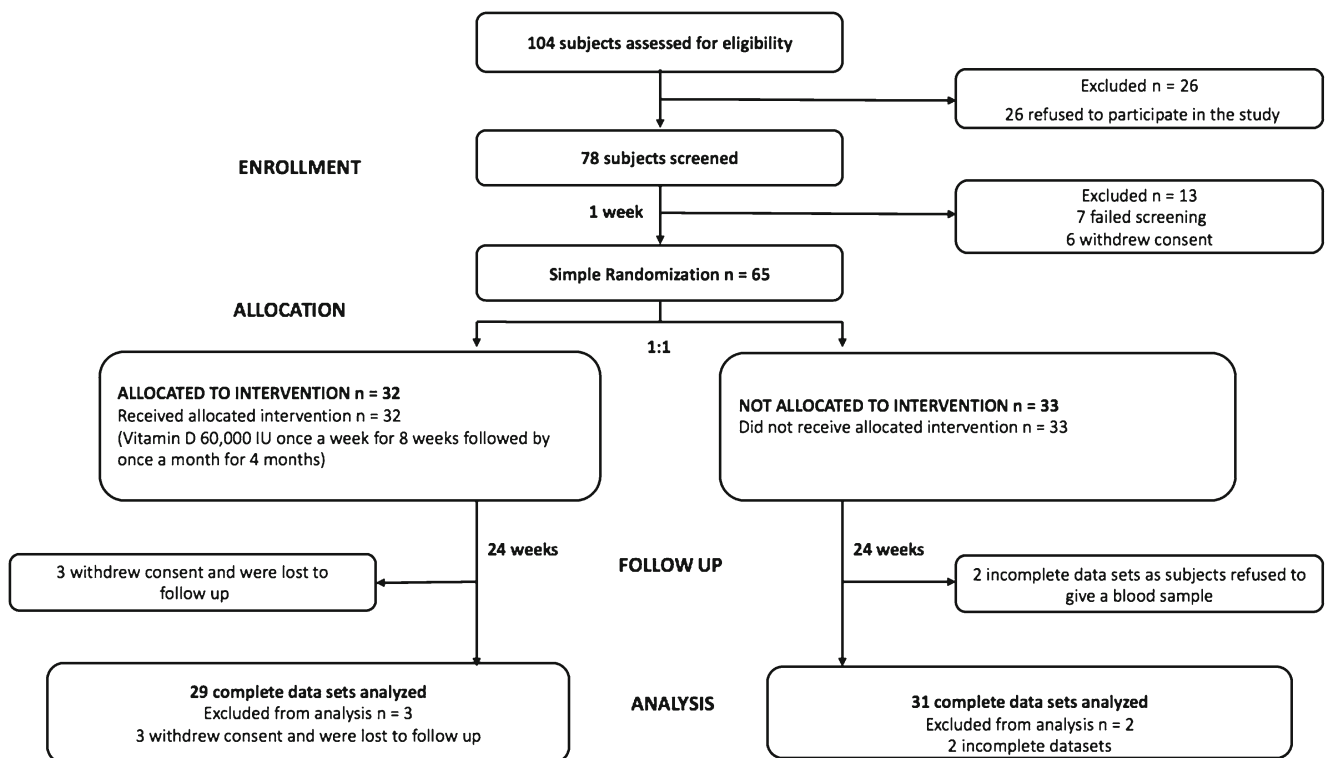 104 subjects assessed for eligibility
Excluded n = 26
26 refused to participate in the study
78 subjects screened
ENROLLMENT
1 week
Excluded n = 13
7 failed screening
6 withdrew consent
Simple Randomization n = 65
ALLOCATION
1:1
ALLOCATED TO INTERVENTION n = 32
Received allocated intervention n = 32
(Vitamin D 60,000 IU once a week for 8 weeks followed by
once a month for 4 months)
NOT ALLOCATED TO INTERVENTION n = 33
Did not receive allocated intervention n = 33
24 weeks
24 weeks
FOLLOW UP
3 withdrew consent and were lost to
follow up
2 incomplete data sets as subjects refused to
give a blood sample
29 complete data sets analyzed
Excluded from analysis n = 3
3 withdrew consent and were lost to follow up
ANALYSIS
31 complete data sets analyzed
Excluded from analysis n = 2
2 incomplete datasets